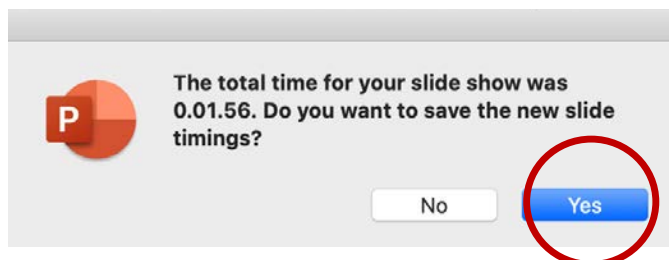 The total time for your slide show was
0.01.56. Do you want to save the new slide
timings?
P
No Yes